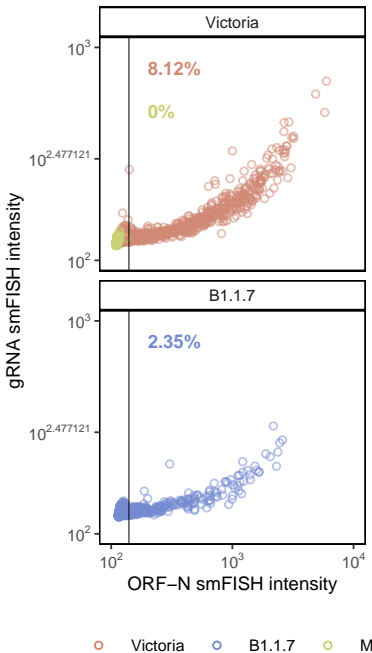 Victoria
10³
8.12%
0%
10^2.477121
10²
gRNA smFISH intensity
B1.1.7
10³
2.35%
10^2.477121
10²
10² 10³ 10⁴
ORF−N smFISH intensity
Victoria B1.1.7 M